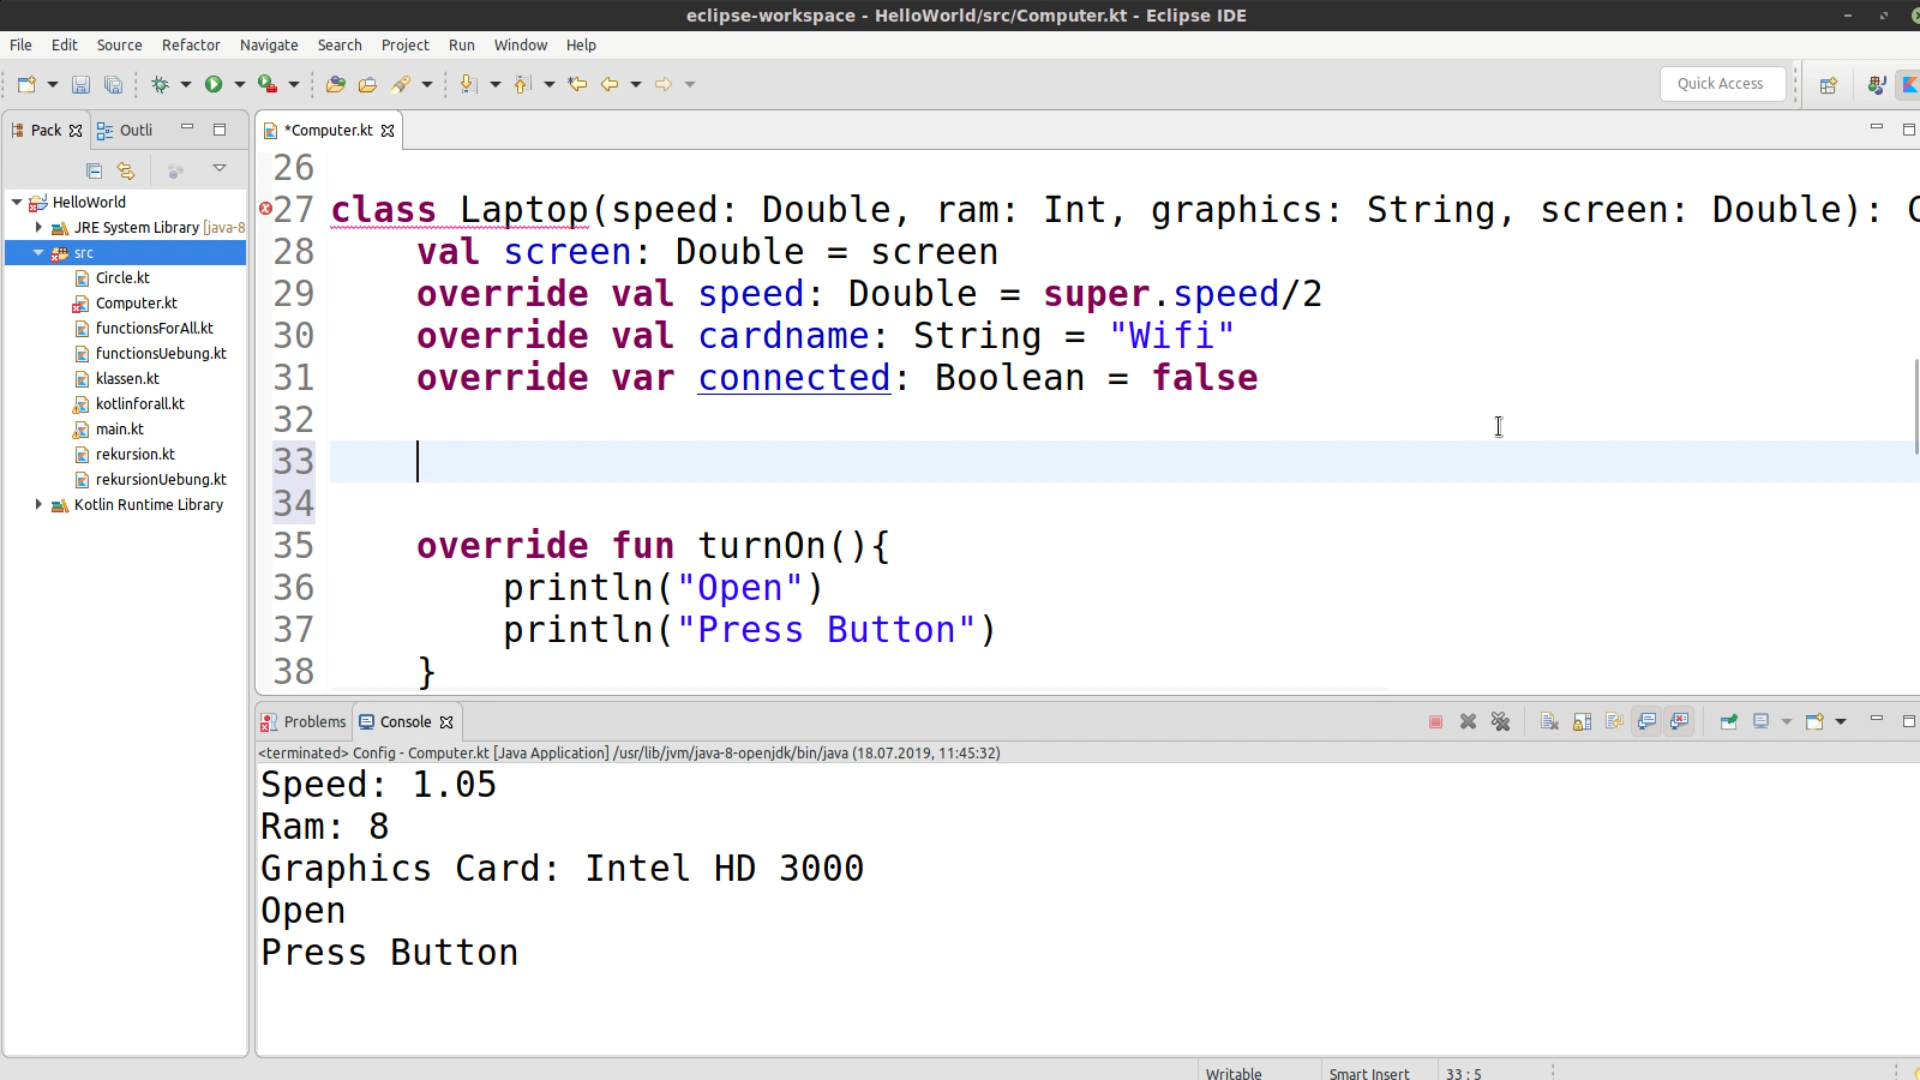 eclipse-workspace - HelloWorld/src/Computer.kt - Eclipse IDE
File Edit Source Refactor Navigate Search Project Run Window Help
Quick Access
Pack Outli
*Computer.kt
HelloWorld
JRE System Library [java-8
src
Circle.kt
Computer.kt
functionsForAll.kt
functionsUebung.kt
klassen.kt
kotlinforall.kt
main.kt
rekursion.kt
rekursionUebung.kt
Kotlin Runtime Library
26
27 class Laptop(speed: Double, ram: Int, graphics: String, screen: Double): C
28 val screen: Double = screen
29 override val speed: Double = super.speed/2
30 override val cardname: String = "Wifi"
31 override var connected: Boolean = false
32
33
34
35 override fun turnOn(){
36 println("Open")
37 println("Press Button")
38 }
Problems Console
<terminated> Config - Computer.kt [Java Application] /usr/lib/jvm/java-8-openjdk/bin/java (18.07.2019, 11:45:32)
Speed: 1.05
Ram: 8
Graphics Card: Intel HD 3000
Open
Press Button
Writable Smart Insert 33 : 5